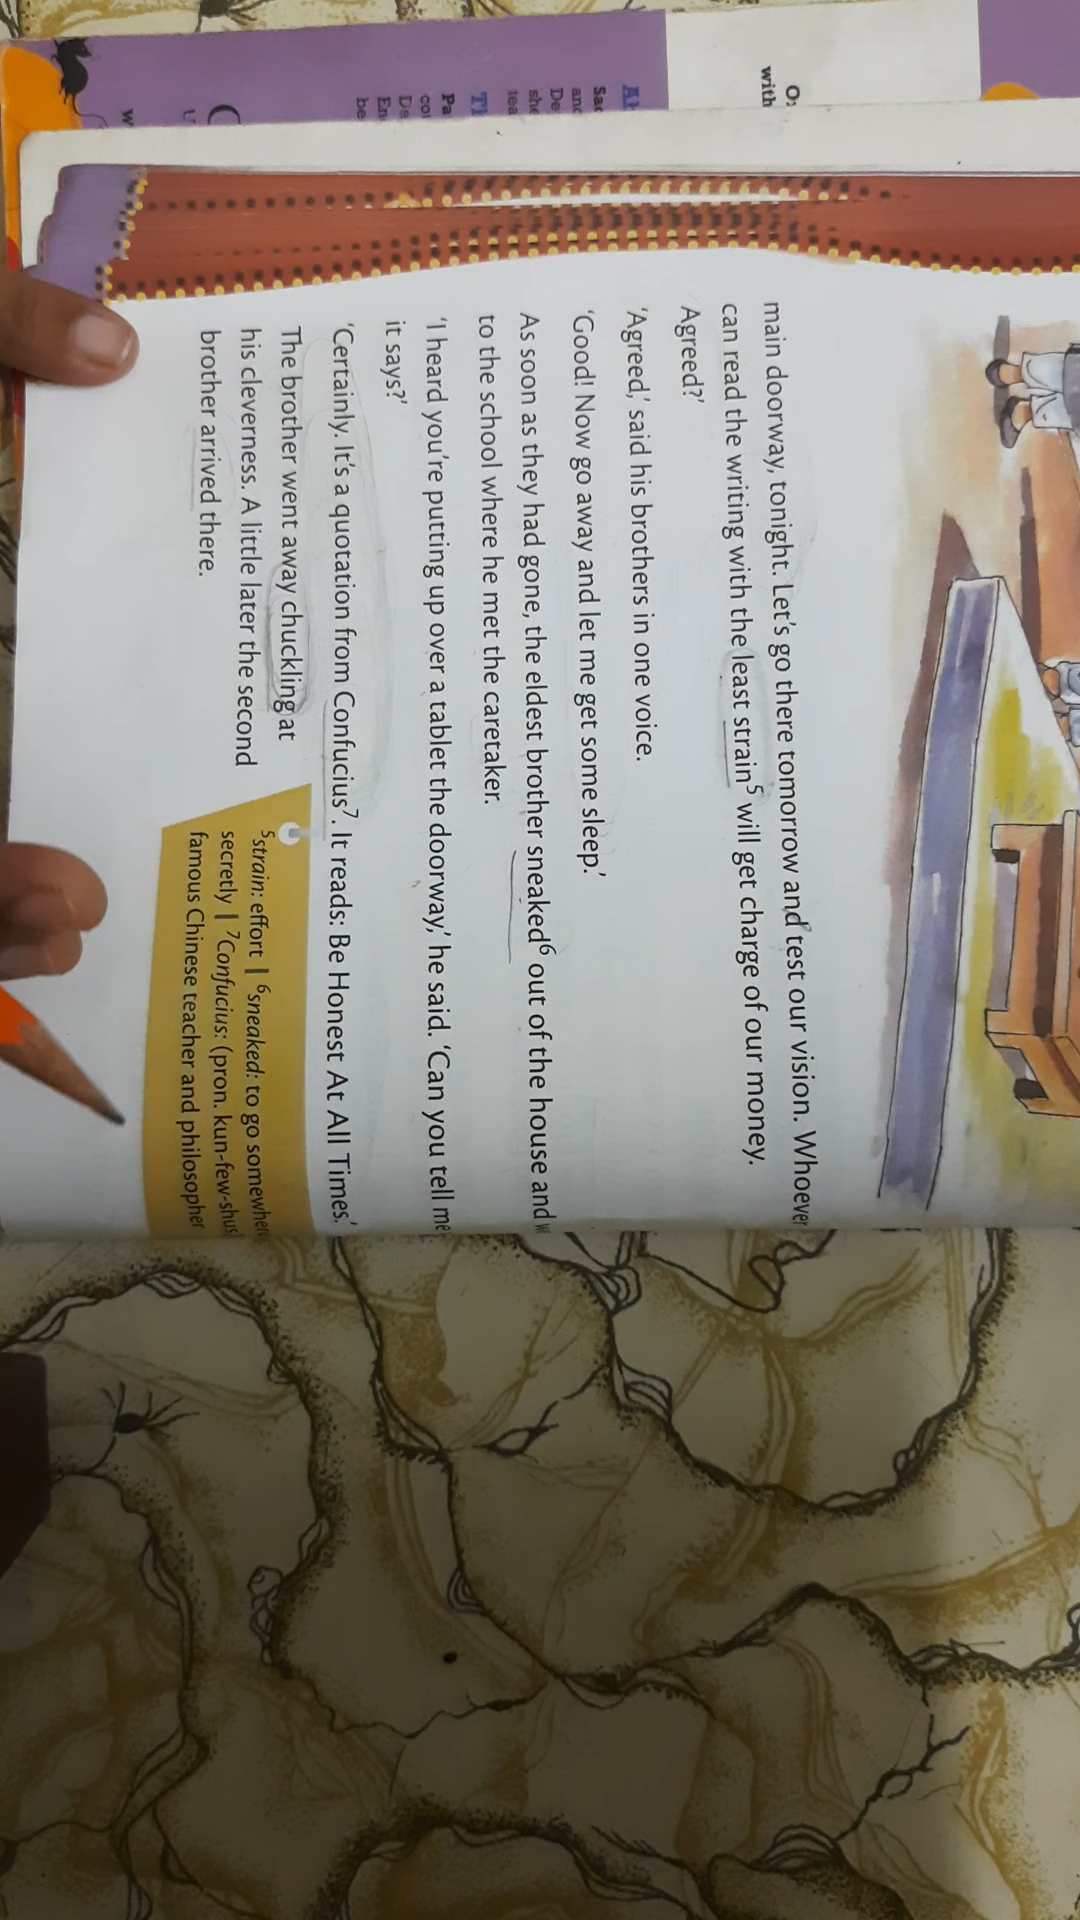 main doorway, tonight. Let's go there tomorrow and test our vision. Whoever
can read the writing with the least strain⁵ will get charge of our money.
Agreed?'
'Agreed,' said his brothers in one voice.
'Good! Now go away and let me get some sleep.'
As soon as they had gone, the eldest brother sneaked⁶ out of the house and
to the school where he met the caretaker.
'I heard you're putting up over a tablet the doorway,' he said. 'Can you tell me
it says?'
'Certainly. It's a quotation from Confucius⁷. It reads: Be Honest At All Times.'
The brother went away chuckling at
his cleverness. A little later the second
brother arrived there.
⁵strain: effort | ⁶sneaked: to go somewhere
secretly | ⁷Confucius: (pron. kun-few-shus
famous Chinese teacher and philosopher
with